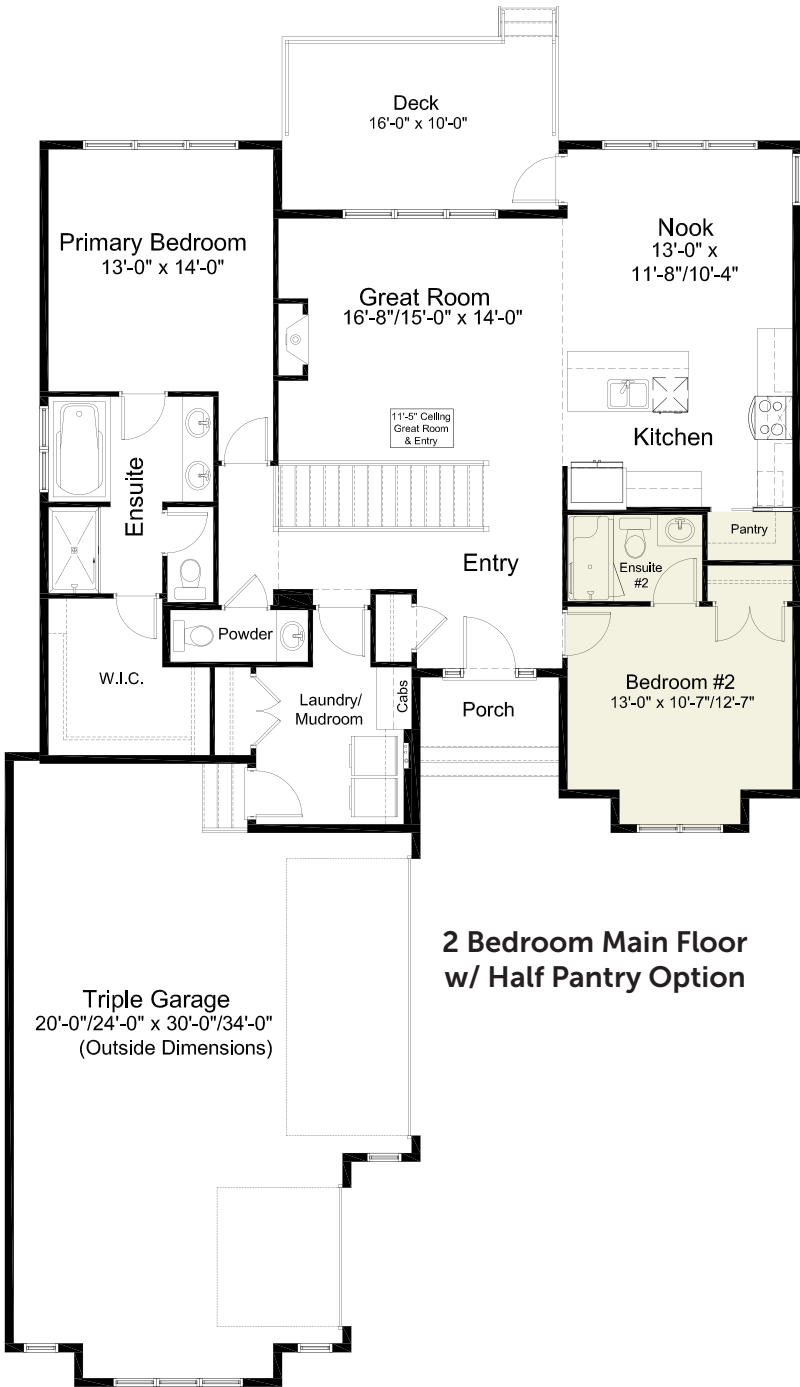 Deck
16'-0" x 10'-0"
Primary Bedroom
13'-0" x 14'-0"
Nook
13'-0" x
11'-8"/10'-4"
Great Room
16'-8"/15'-0" x 14'-0"
11'-5" Ceiling
Great Room
& Entry
Kitchen
Ensuite
Pantry
Entry
Ensuite
#2
Powder
W.I.C.
Laundry/
Mudroom
Cabs
Porch
Bedroom #2
13'-0" x 10'-7"/12'-7"
2 Bedroom Main Floor
w/ Half Pantry Option
Triple Garage
20'-0"/24'-0" x 30'-0"/34'-0"
(Outside Dimensions)